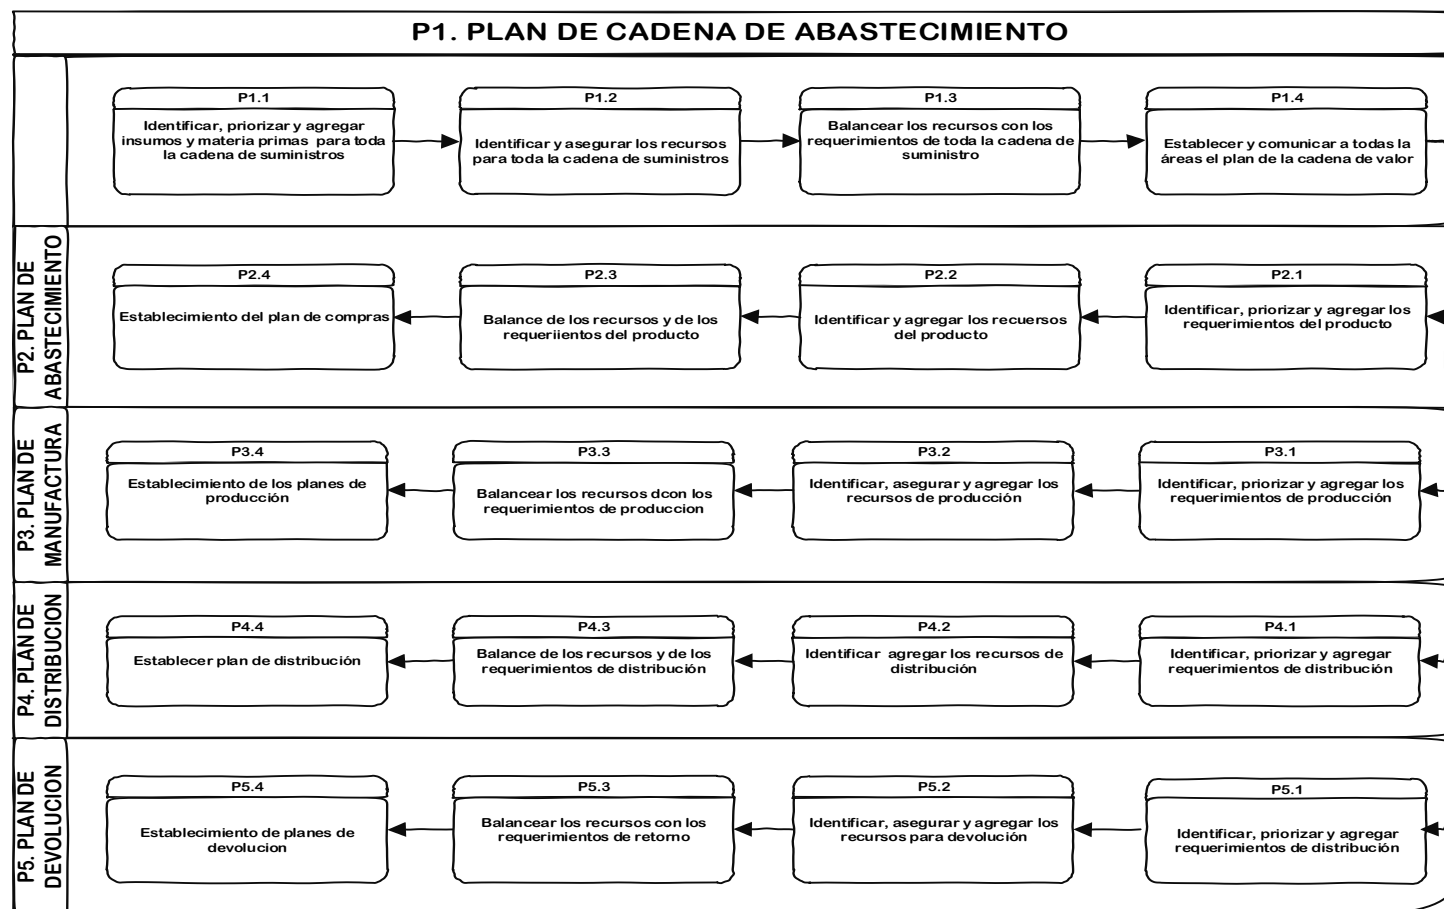 P1. PLAN DE CADENA DE ABASTECIMIENTO
P1.1
Identificar, priorizar y agregar
insumos y materia primas para toda
la cadena de suministros
P1.2
Identificar y asegurar los recursos
para toda la cadena de suministros
P1.3
Balancear los recursos con los
requerimientos de toda la cadena de
suministro
P1.4
Establecer y comunicar a todas la
áreas el plan de la cadena de valor
P2. PLAN DE
ABASTECIMIENTO
P2.4
Establecimiento del plan de compras
P2.3
Balance de los recursos y de los
requeriientos del producto
P2.2
Identificar y agregar los recuersos
del producto
P2.1
Identificar, priorizar y agregar los
requerimientos del producto
P3. PLAN DE
MANUFACTURA
P3.4
Establecimiento de los planes de
producción
P3.3
Balancear los recursos dcon los
requerimientos de produccion
P3.2
Identificar, asegurar y agregar los
recursos de producción
P3.1
Identificar, priorizar y agregar los
requerimientos de producción
P4. PLAN DE
DISTRIBUCION
P4.4
Establecer plan de distribución
P4.3
Balance de los recursos y de los
requerimientos de distribución
P4.2
Identificar agregar los recursos de
distribución
P4.1
Identificar, priorizar y agregar
requerimientos de distribución
P5. PLAN DE
DEVOLUCION
P5.4
Establecimiento de planes de
devolucion
P5.3
Balancear los recursos con los
requerimientos de retorno
P5.2
Identificar, asegurar y agregar los
recursos para devolución
P5.1
Identificar, priorizar y agregar
requerimientos de distribución